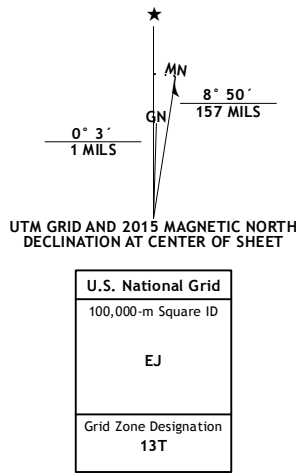 MN
GN
8° 50´
157 MILS
0° 3´
1 MILS
UTM GRID AND 2015 MAGNETIC NORTH
DECLINATION AT CENTER OF SHEET
U.S. National Grid
100,000-m Square ID
EJ
Grid Zone Designation
13T